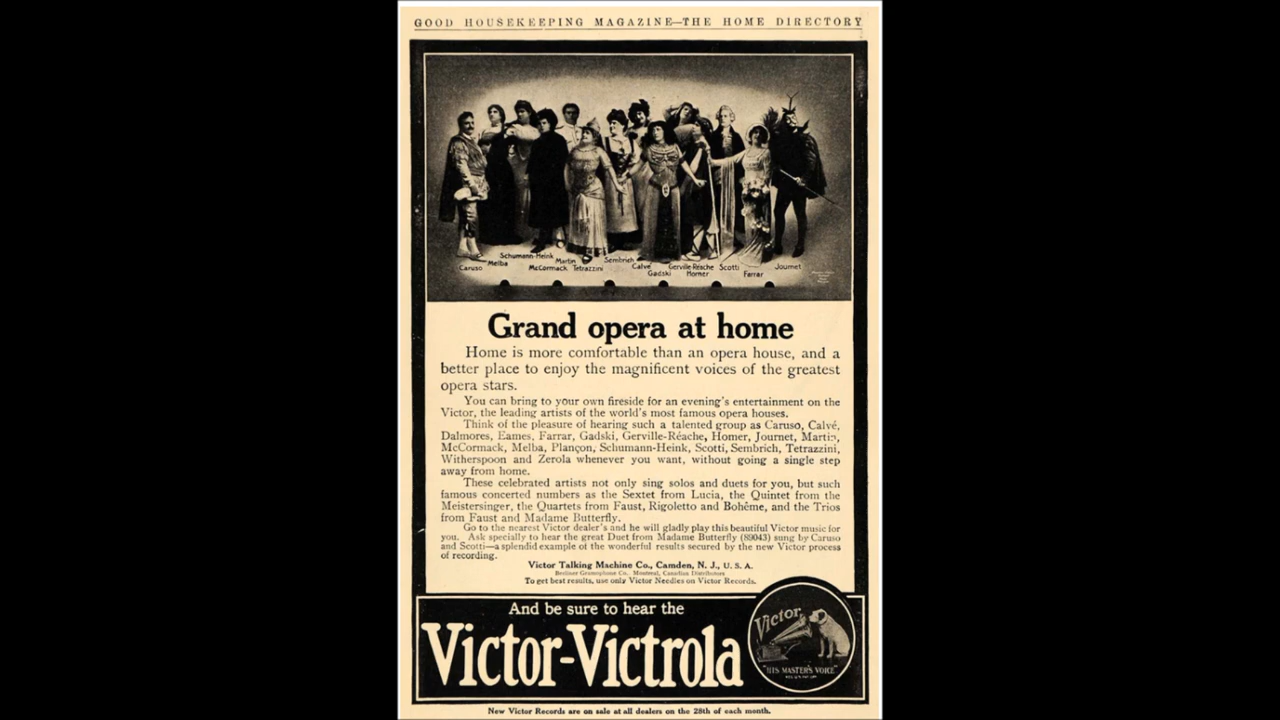 GOOD HOUSEKEEPING MAGAZINE—THE HOME DIRECTORY
Caruso
Melba
Schumann-Heink
McCormack
Martin
Tetrazzini
Sembrich
Calvé
Gadski
Gerville-Réache
Homer
Scotti
Farrar
Journet
Grand opera at home
Home is more comfortable than an opera house, and a
better place to enjoy the magnificent voices of the greatest
opera stars.
You can bring to your own fireside for an evening's entertainment on the
Victor, the leading artists of the world's most famous opera houses.
Think of the pleasure of hearing such a talented group as Caruso, Calvé,
Dalmores, Eames, Farrar, Gadski, Gerville-Réache, Homer, Journet, Martin,
McCormack, Melba, Plançon, Schumann-Heink, Scotti, Sembrich, Tetrazzini,
Witherspoon and Zerola whenever you want, without going a single step
away from home.
These celebrated artists not only sing solos and duets for you, but such
famous concerted numbers as the Sextet from Lucia, the Quintet from the
Meistersinger, the Quartets from Faust, Rigoletto and Bohême, and the Trios
from Faust and Madame Butterfly.
Go to the nearest Victor dealer's and he will gladly play this beautiful Victor music for
you. Ask specially to hear the great Duet from Madame Butterfly (89043) sung by Caruso
and Scotti—a splendid example of the wonderful results secured by the new Victor process
of recording.
Victor Talking Machine Co., Camden, N. J., U. S. A.
Berliner Gramophone Co., Montreal, Canadian Distributors
To get best results, use only Victor Needles on Victor Records.
And be sure to hear the
Victor-Victrola
Victor
"HIS MASTER'S VOICE"
REG. U.S. PAT. OFF.
New Victor Records are on sale at all dealers on the 28th of each month.